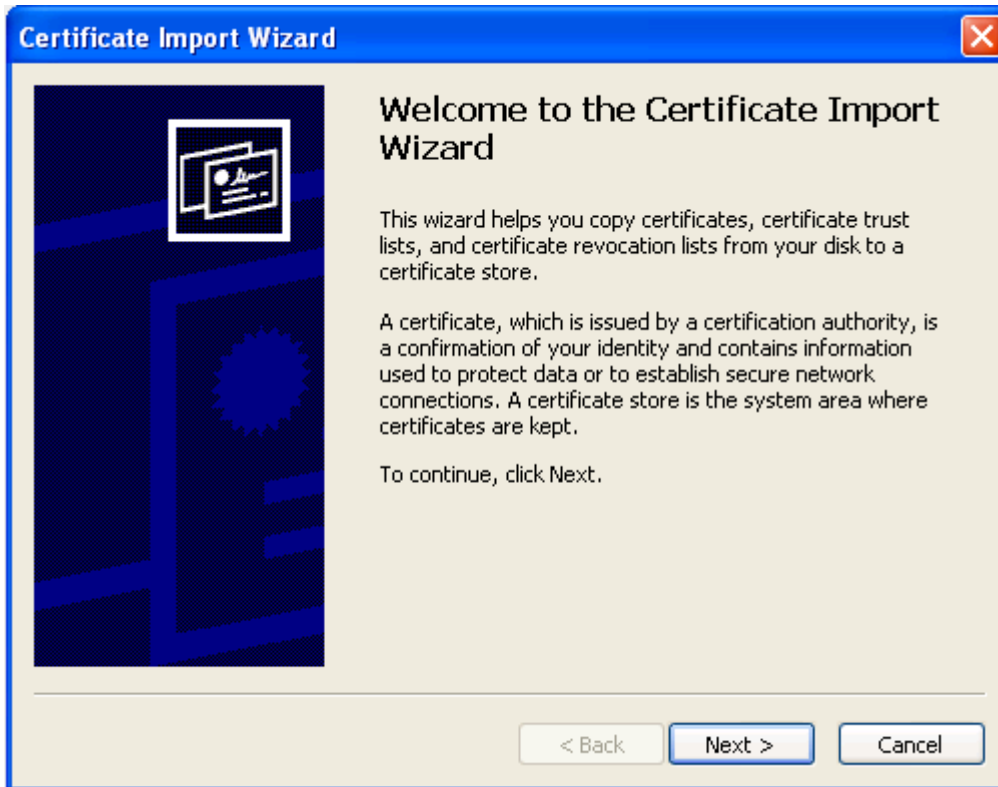 Certificate Import Wizard
Welcome to the Certificate Import
Wizard
This wizard helps you copy certificates, certificate trust
lists, and certificate revocation lists from your disk to a
certificate store.
A certificate, which is issued by a certification authority, is
a confirmation of your identity and contains information
used to protect data or to establish secure network
connections. A certificate store is the system area where
certificates are kept.
To continue, click Next.
< Back Next > Cancel